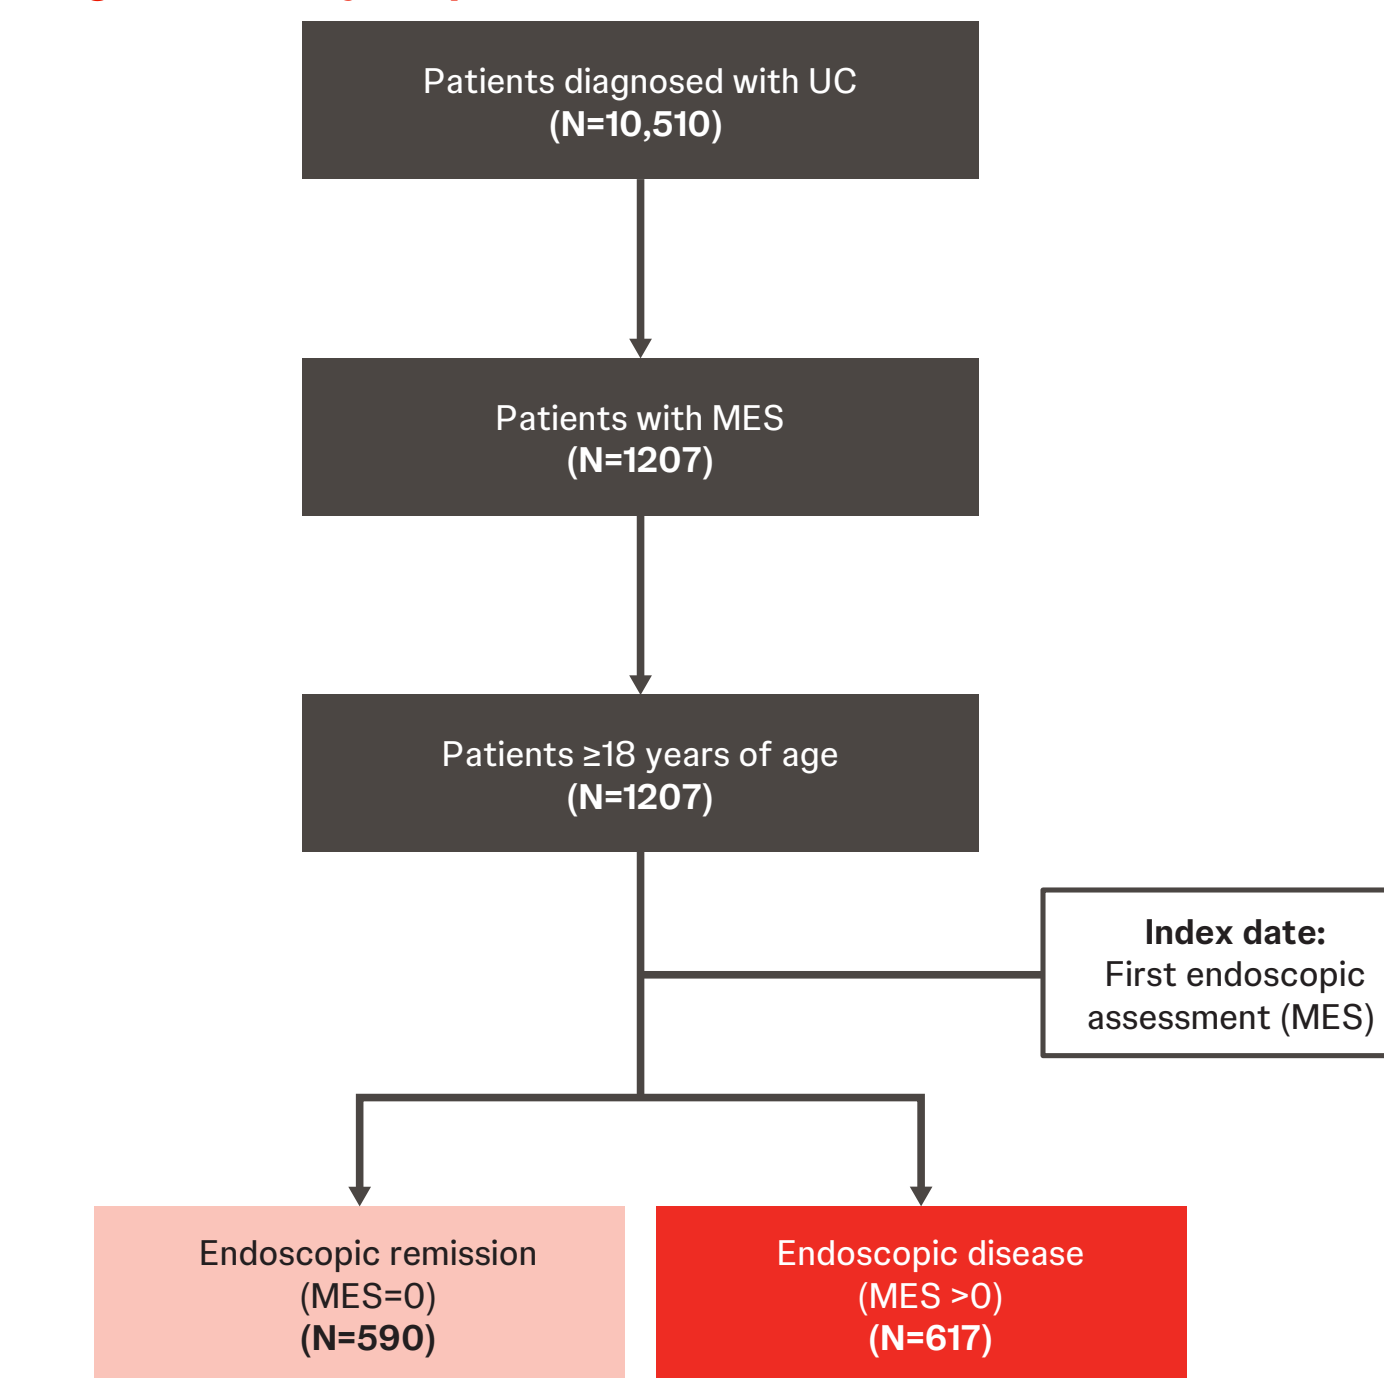 Patients diagnosed with UC
(N=10,510)
Patients with MES
(N=1207)
Patients ≥18 years of age
(N=1207)
Index date:
First endoscopic
assessment (MES)
Endoscopic remission
(MES=0)
(N=590)
Endoscopic disease
(MES >0)
(N=617)